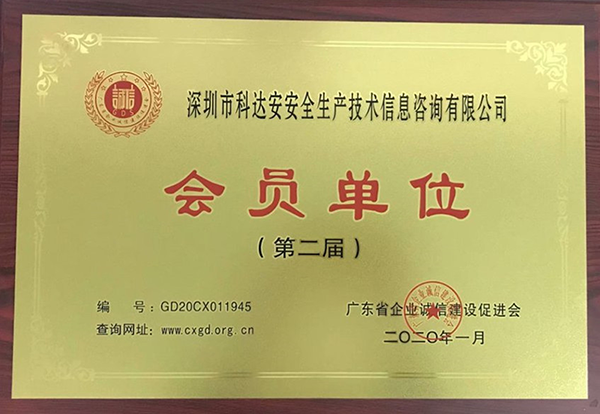 诚信
GDS
深圳市科达安安全生产技术信息咨询有限公司
会员单位
（第二届）
编 号：GD20CX011945
查询网址：www.cxgd.org.cn
广东省企业诚信建设促进会
二〇二〇年一月